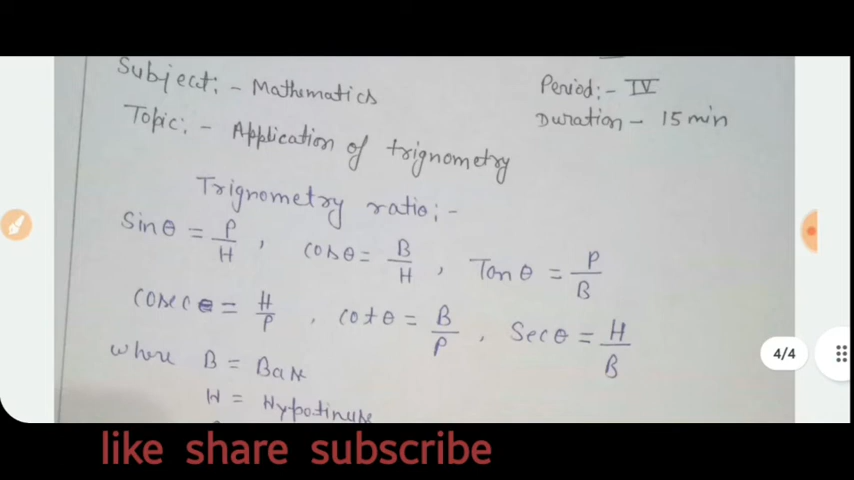 Subject: - Mathematics
Period: - IV
Duration - 15 min
Topic: - Application of trignometry
Trignometry ratio: -
Sinθ = P/H , cosθ = B/H , Tanθ = P/B
cosecθ = H/P , cotθ = B/P , Secθ = H/B
where B = Base
H = Hypotinuse
4/4
like share subscribe